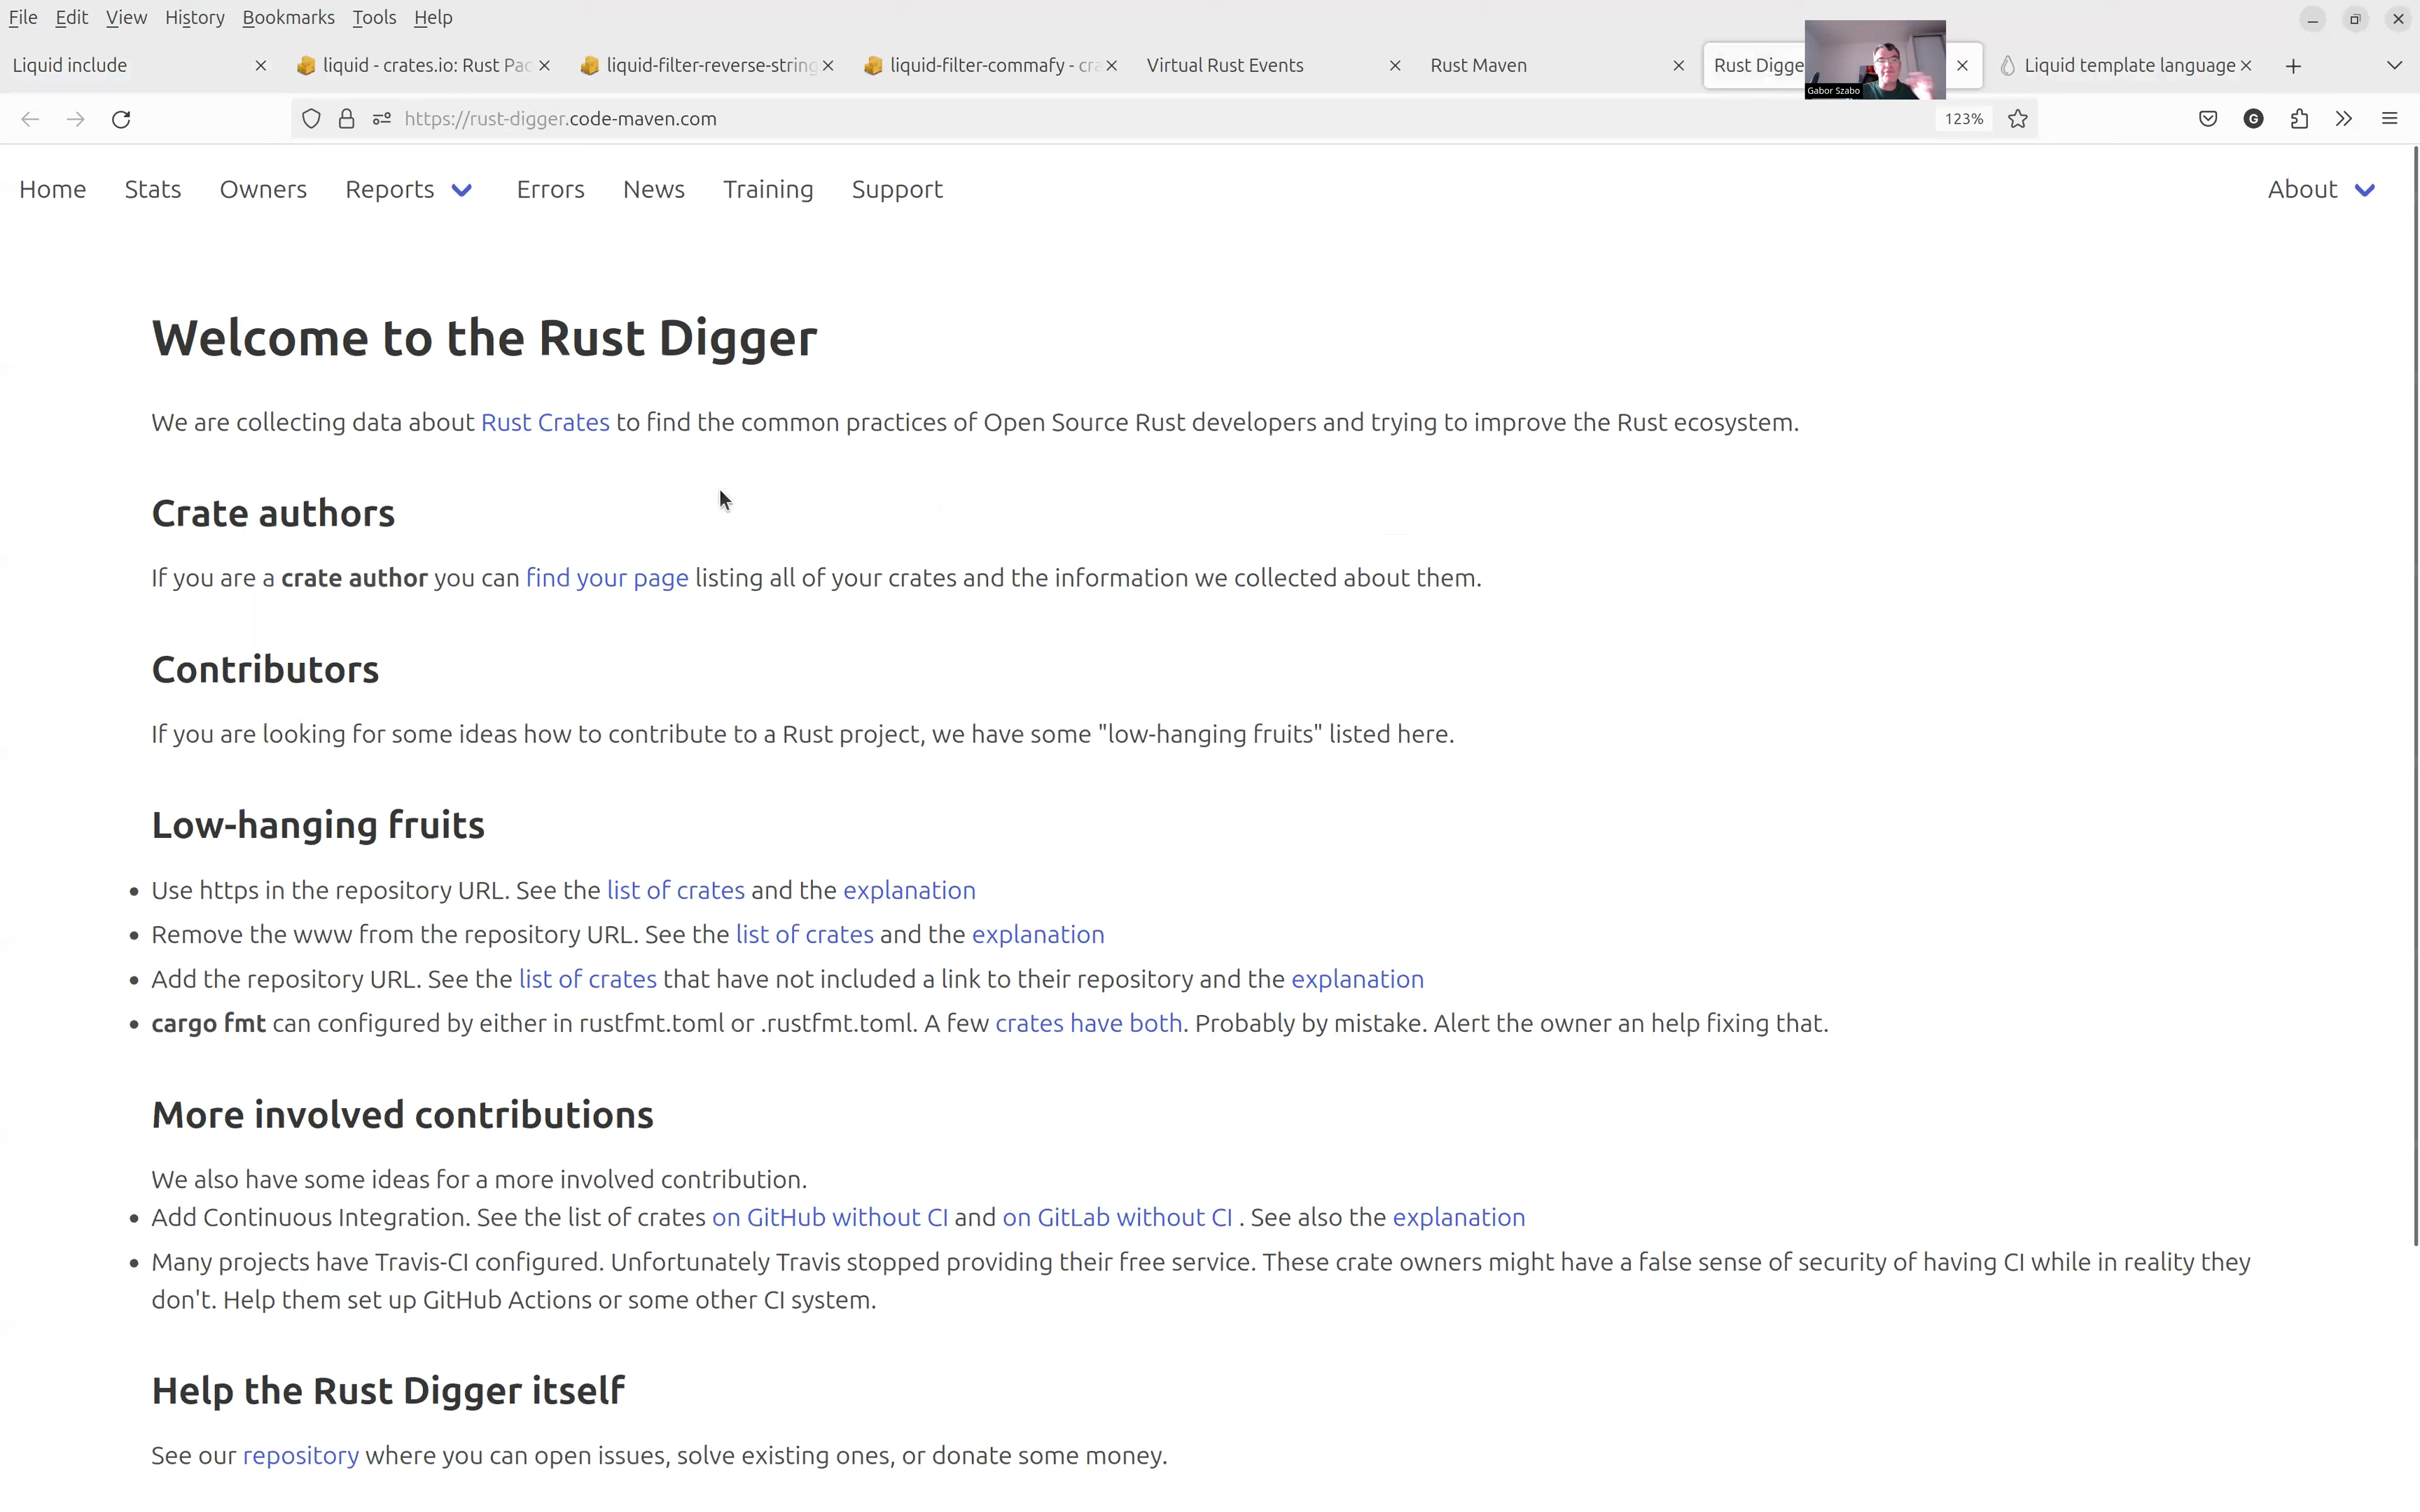 File Edit View History Bookmarks Tools Help
Liquid include
liquid - crates.io: Rust Pac
liquid-filter-reverse-string
liquid-filter-commafy - cra
Virtual Rust Events
Rust Maven
Rust Digge
Liquid template language
Gabor Szabo
https://rust-digger.code-maven.com
123%
G
Home Stats Owners Reports Errors News Training Support About
Welcome to the Rust Digger
We are collecting data about Rust Crates to find the common practices of Open Source Rust developers and trying to improve the Rust ecosystem.
Crate authors
If you are a crate author you can find your page listing all of your crates and the information we collected about them.
Contributors
If you are looking for some ideas how to contribute to a Rust project, we have some "low-hanging fruits" listed here.
Low-hanging fruits
• Use https in the repository URL. See the list of crates and the explanation
• Remove the www from the repository URL. See the list of crates and the explanation
• Add the repository URL. See the list of crates that have not included a link to their repository and the explanation
• cargo fmt can configured by either in rustfmt.toml or .rustfmt.toml. A few crates have both. Probably by mistake. Alert the owner an help fixing that.
More involved contributions
We also have some ideas for a more involved contribution.
• Add Continuous Integration. See the list of crates on GitHub without CI and on GitLab without CI . See also the explanation
• Many projects have Travis-CI configured. Unfortunately Travis stopped providing their free service. These crate owners might have a false sense of security of having CI while in reality they
don't. Help them set up GitHub Actions or some other CI system.
Help the Rust Digger itself
See our repository where you can open issues, solve existing ones, or donate some money.